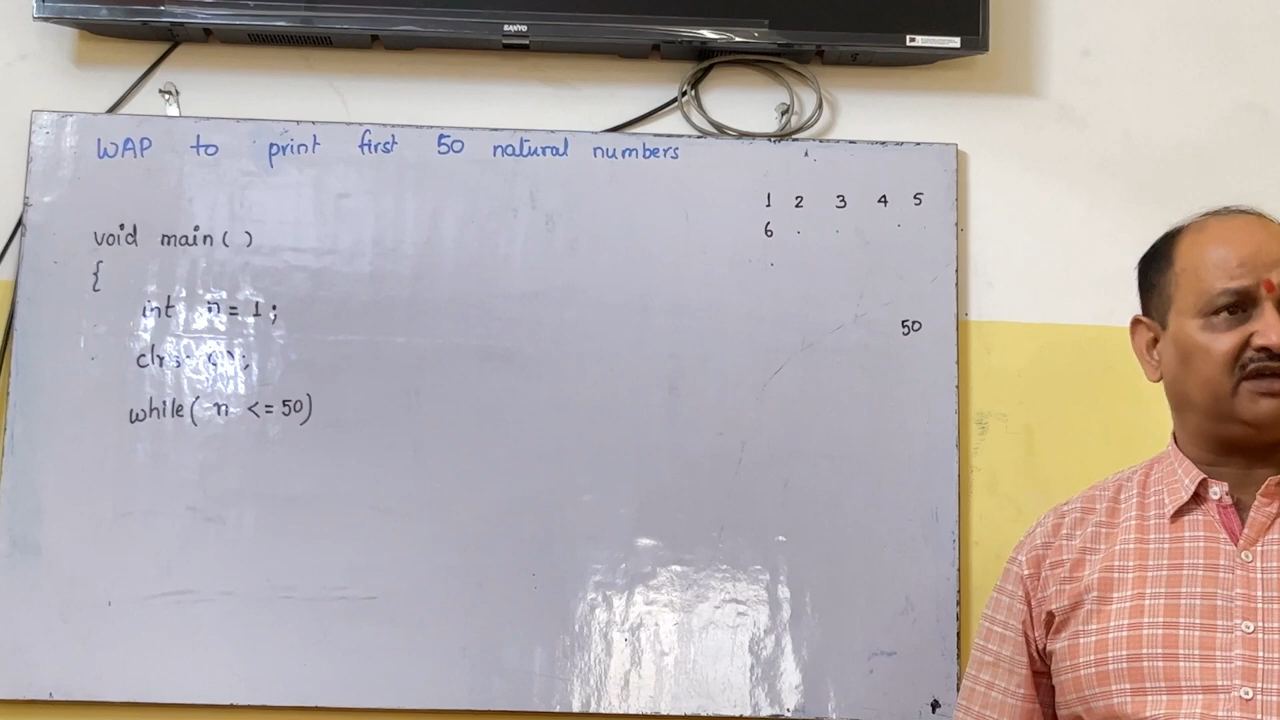 SANYO
WAP to print first 50 natural numbers
1 2 3 4 5
6 . . .
.
50
void main( )
{
int n = 1;
clrscr();
while( n <= 50)